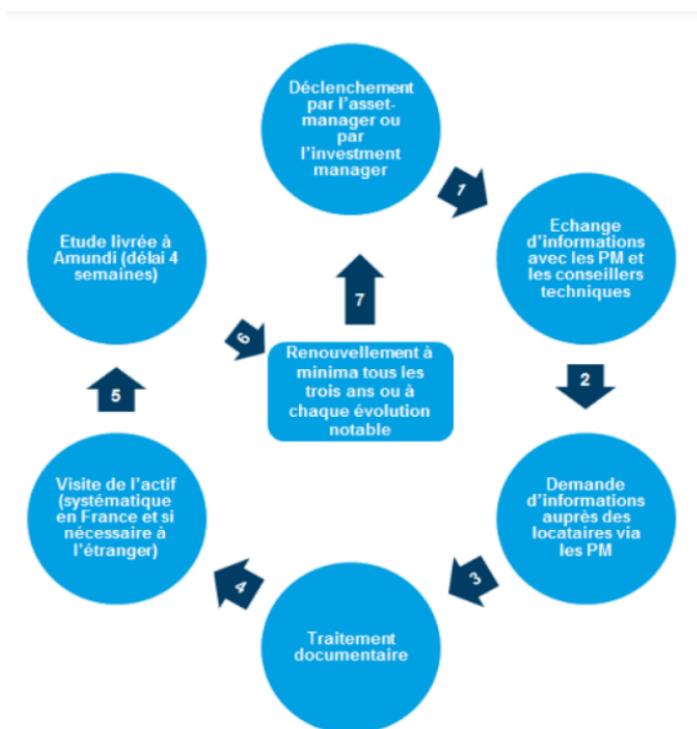 Déclenchement
par l'asset-
manager ou
par
l'investment
manager
1
Echange
d'informations
avec les PM et
les conseillers
techniques
2
Demande
d'informations
auprès des
locataires via
les PM
3
Traitement
documentaire
4
Visite de l'actif
(systématique
en France et si
nécessaire à
l'étranger)
5
Etude livrée à
Amundi (délai 4
semaines)
6
Renouvellement à
minima tous les
trois ans ou à
chaque évolution
notable
7